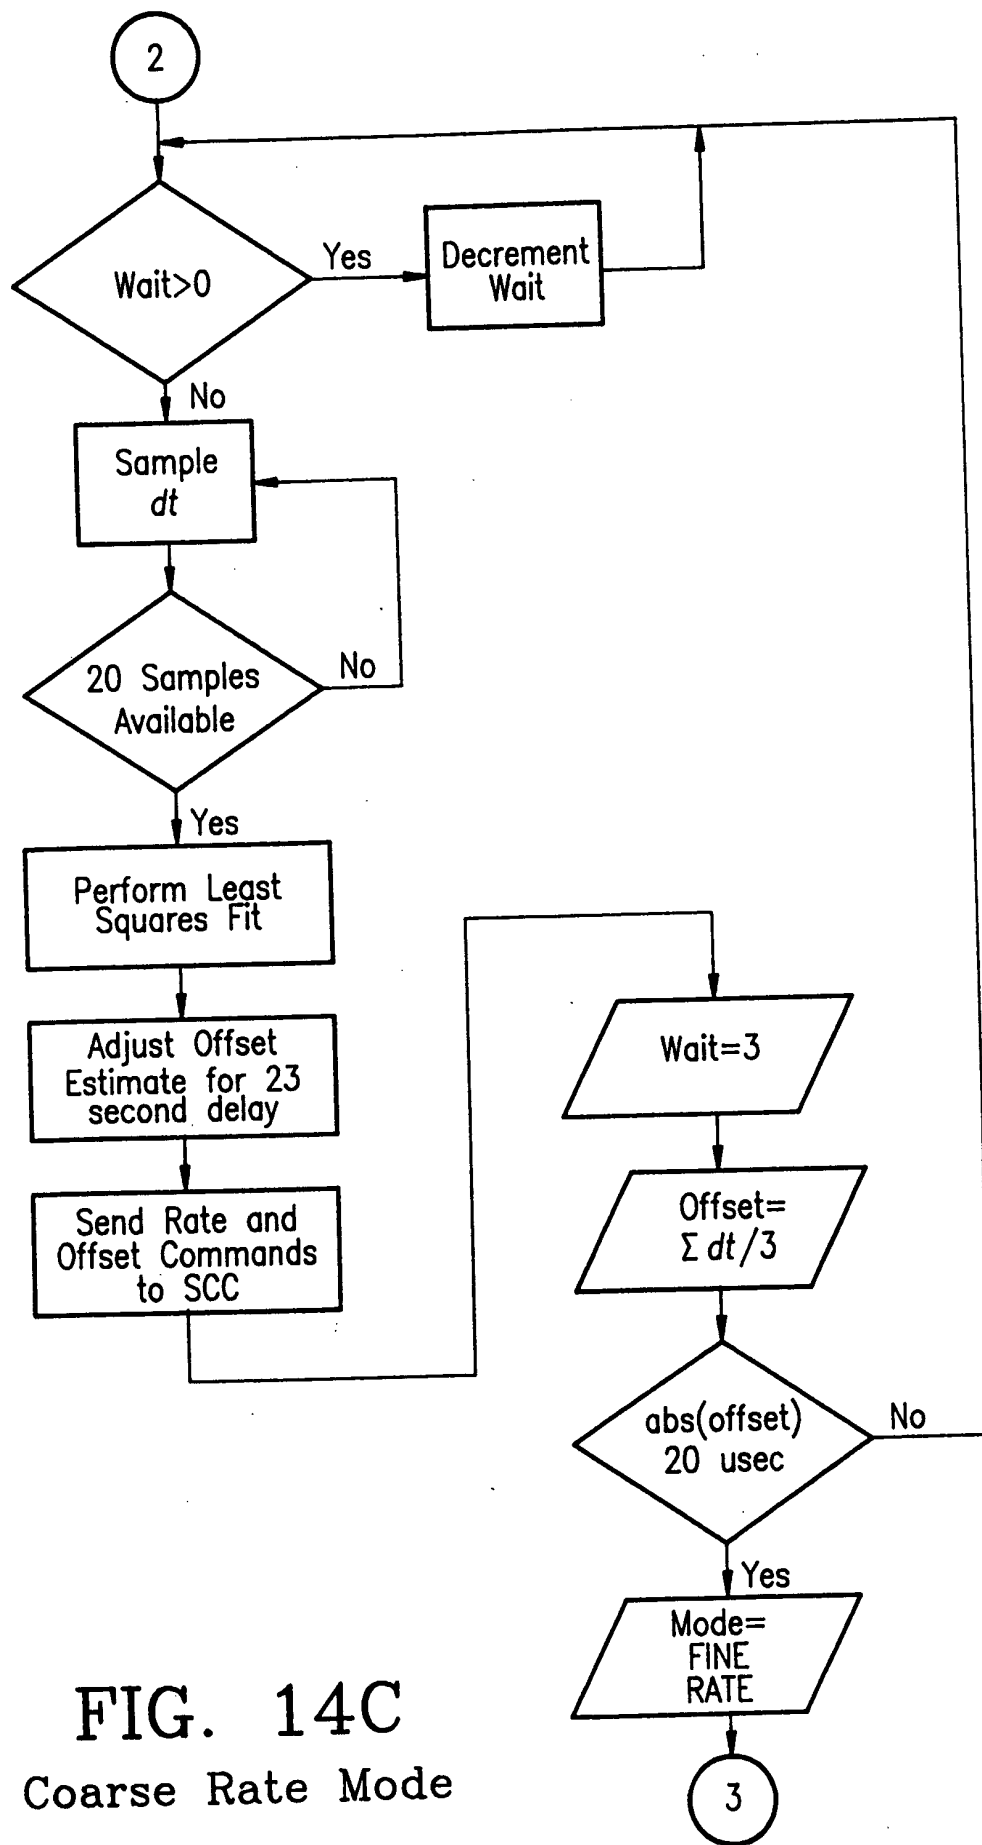 2
Wait>0
Yes
Decrement
Wait
No
Sample
dt
20 Samples
Available
No
Yes
Perform Least
Squares Fit
Adjust Offset
Estimate for 23
second delay
Send Rate and
Offset Commands
to SCC
Wait=3
Offset=
Σ dt/3
abs(offset)
20 usec
No
Yes
Mode=
FINE
RATE
3
FIG. 14C
Coarse Rate Mode